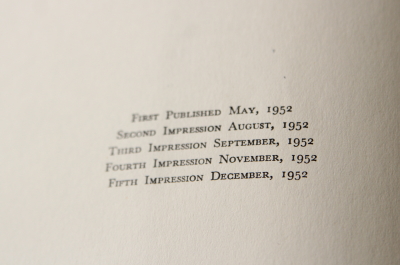 First Published May, 1952
Second Impression August, 1952
Third Impression September, 1952
Fourth Impression November, 1952
Fifth Impression December, 1952